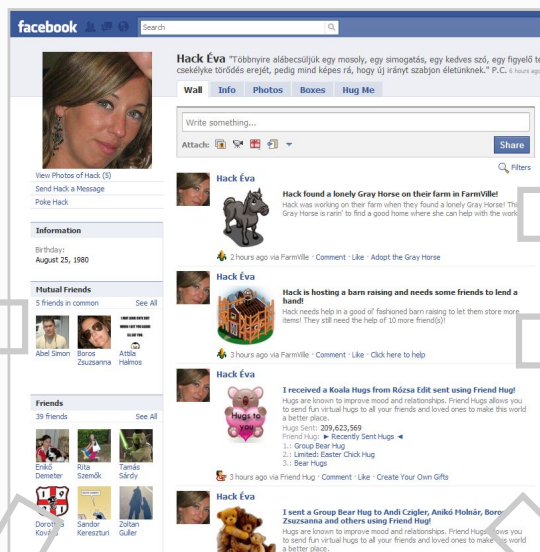 facebook
Search
Hack Éva "Többnyire alábecsüljük egy mosoly, egy simogatás, egy kedves szó, egy figyelő
csekélyke törődés erejét, pedig mind képes rá, hogy új irányt szabjon életünknek." P.C. 6 hours ago
Wall Info Photos Boxes Hug Me
Write something...
Attach:
Share
Filters
View Photos of Hack (5)
Send Hack a Message
Poke Hack
Information
Birthday:
August 25, 1980
Mutual Friends
5 friends in common See All
Abel Simon
Boros Zsuzsanna
Attila Halmos
Friends
39 friends See All
Enikő Demeter
Rita Szemők
Tamás Sárdy
Dorottya
Sandor Kereszturi
Zoltan Guller
Hack Éva
Hack found a lonely Gray Horse on their farm in FarmVille!
Hack was working on their farm when they found a lonely Gray Horse!
Gray Horse is rarin' to find a good home where she can help with the work
2 hours ago via FarmVille · Comment · Like · Adopt the Gray Horse
Hack Éva
Hack is hosting a barn raising and needs some friends to lend a
hand!
Hack needs help in a good ol' fashioned barn raising to let them store more
items! They still need the help of 10 more friend(s)!
3 hours ago via FarmVille · Comment · Like · Click here to help
Hack Éva
Hugs to
you
I received a Koala Hugs from Rózsa Edit sent using Friend Hug!
Hugs are known to improve mood and relationships. Friend Hugs allows you
to send fun virtual hugs to all your friends and loved ones to make this world
a better place.
Hugs Sent: 209,623,569
Friend Hug: ► Recently Sent Hugs ◄
1.: Group Bear Hug
2.: Limited: Easter Chick Hug
3.: Bear Hugs
3 hours ago via Friend Hug · Comment · Like · Create Your Own Gifts
Hack Éva
I sent a Group Bear Hug to Andi Czigler, Anikó Molnár, Boros
Zsuzsanna and others using Friend Hug!
Hugs are known to improve mood and relationships. Friend Hugs allows you
to send fun virtual hugs to all your friends and loved ones to make this world
a better place.